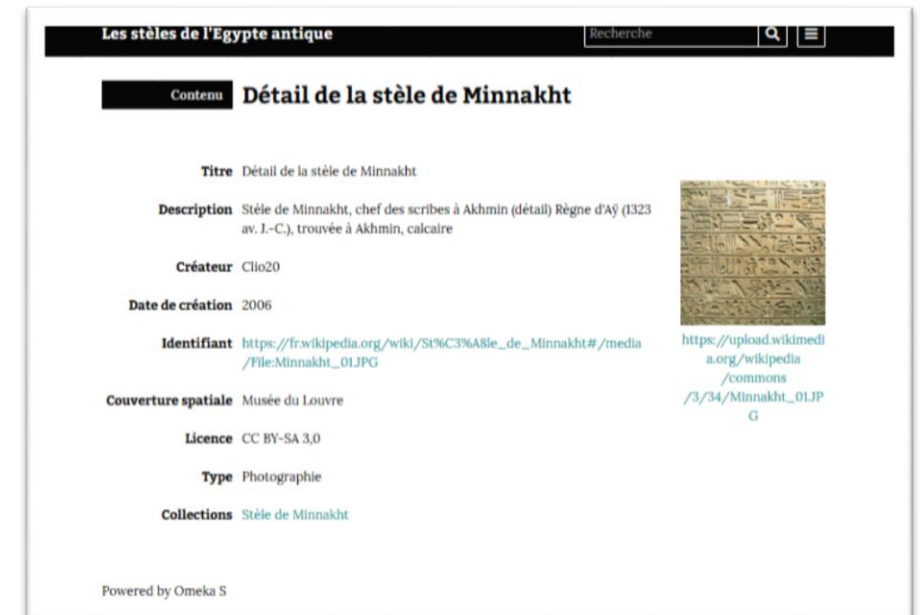 Les stèles de l'Egypte antique
Recherche
Contenu Détail de la stèle de Minnakht
Titre Détail de la stèle de Minnakht
Description Stèle de Minnakht, chef des scribes à Akhmin (détail) Règne d'Aÿ (1323
av. J.-C.), trouvée à Akhmin, calcaire
Créateur Clio20
Date de création 2006
Identifiant https://fr.wikipedia.org/wiki/St%C3%A8le_de_Minnakht#/media
/File:Minnakht_01.JPG
Couverture spatiale Musée du Louvre
Licence CC BY-SA 3,0
Type Photographie
Collections Stèle de Minnakht
https://upload.wikimedi
a.org/wikipedia
/commons
/3/34/Minnakht_01.JP
G
Powered by Omeka S